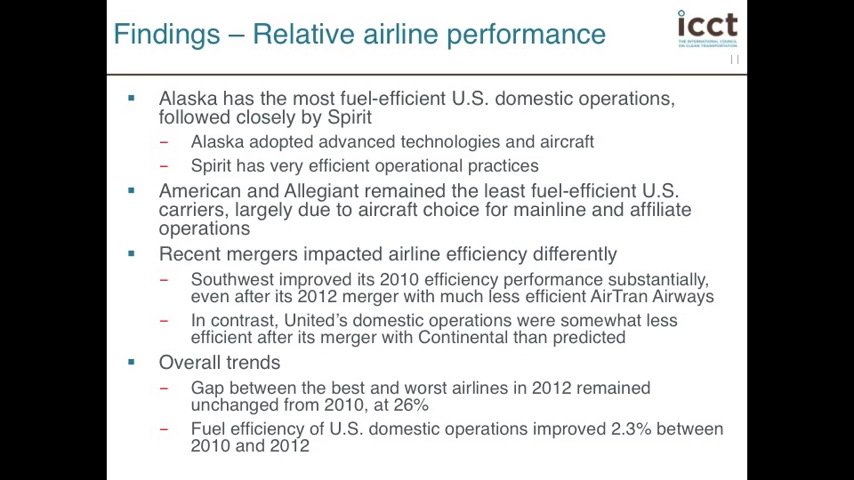 Findings – Relative airline performance
icct
THE INTERNATIONAL COUNCIL
ON CLEAN TRANSPORTATION
11
▪ Alaska has the most fuel-efficient U.S. domestic operations,
followed closely by Spirit
– Alaska adopted advanced technologies and aircraft
– Spirit has very efficient operational practices
▪ American and Allegiant remained the least fuel-efficient U.S.
carriers, largely due to aircraft choice for mainline and affiliate
operations
▪ Recent mergers impacted airline efficiency differently
– Southwest improved its 2010 efficiency performance substantially,
even after its 2012 merger with much less efficient AirTran Airways
– In contrast, United's domestic operations were somewhat less
efficient after its merger with Continental than predicted
▪ Overall trends
– Gap between the best and worst airlines in 2012 remained
unchanged from 2010, at 26%
– Fuel efficiency of U.S. domestic operations improved 2.3% between
2010 and 2012